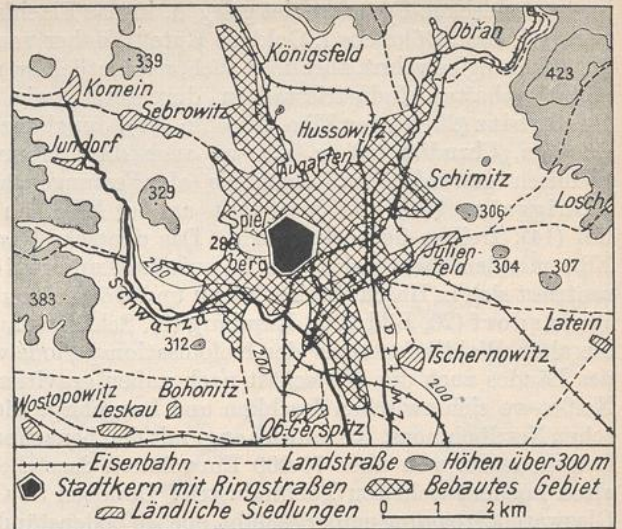 Obřan
Königsfeld
339
423
Komein
Sebrowitz
Hussowitz
Jundorf
Augarten
Schimitz
329
Losch
306
Spiel
288
berg
Julien-
feld
304
307
200
383
Schwarza
312
Latein
200
Tschernowitz
200
Wostopowitz
Bohonitz
Leskau
Ob-Gerspitz
Eisenbahn
Landstraße
Höhen über 300 m
Stadtkern mit Ringstraßen
Bebautes Gebiet
Ländliche Siedlungen
0 1 2 km